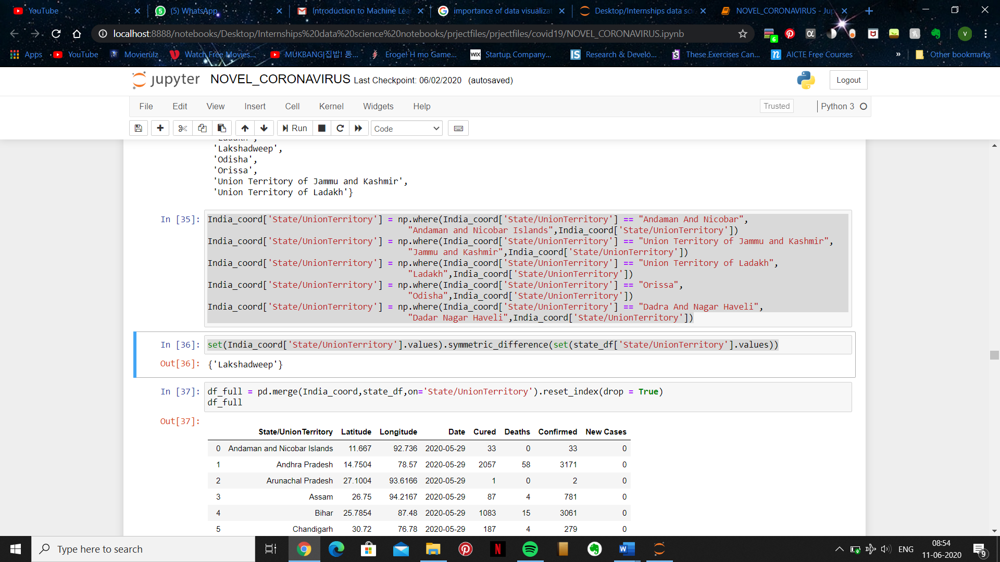 YouTube
(5) WhatsApp
Introduction to Machine Lea
importance of data visualizat
Desktop/Internships data scie
NOVEL_CORONAVIRUS - Jup
localhost:8888/notebooks/Desktop/Internships%20data%20science%20notebooks/prjectfiles/prjectfiles/covid19/NOVEL_CORONAVIRUS.ipynb
6
V
Apps
YouTube
Movierulz
Watch Free Movies...
MUKBANG|집밥! 통...
Eroge! H mo Game...
WIX Startup Company...
IS Research & Develo...
These Exercises Can...
n AICTE Free Courses
»
Other bookmarks
jupyter NOVEL_CORONAVIRUS Last Checkpoint: 06/02/2020 (autosaved)
Logout
File Edit View Insert Cell Kernel Widgets Help
Trusted
Python 3
Run
Code
'Ladakh',
'Lakshadweep',
'Odisha',
'Orissa',
'Union Territory of Jammu and Kashmir',
'Union Territory of Ladakh'}
In [35]: India_coord['State/UnionTerritory'] = np.where(India_coord['State/UnionTerritory'] == "Andaman And Nicobar",
"Andaman and Nicobar Islands",India_coord['State/UnionTerritory'])
India_coord['State/UnionTerritory'] = np.where(India_coord['State/UnionTerritory'] == "Union Territory of Jammu and Kashmir",
"Jammu and Kashmir",India_coord['State/UnionTerritory'])
India_coord['State/UnionTerritory'] = np.where(India_coord['State/UnionTerritory'] == "Union Territory of Ladakh",
"Ladakh",India_coord['State/UnionTerritory'])
India_coord['State/UnionTerritory'] = np.where(India_coord['State/UnionTerritory'] == "Orissa",
"Odisha",India_coord['State/UnionTerritory'])
India_coord['State/UnionTerritory'] = np.where(India_coord['State/UnionTerritory'] == "Dadra And Nagar Haveli",
"Dadar Nagar Haveli",India_coord['State/UnionTerritory'])
In [36]: set(India_coord['State/UnionTerritory'].values).symmetric_difference(set(state_df['State/UnionTerritory'].values))
Out[36]: {'Lakshadweep'}
In [37]: df_full = pd.merge(India_coord,state_df,on='State/UnionTerritory').reset_index(drop = True)
df_full
Out[37]:
State/UnionTerritory Latitude Longitude Date Cured Deaths Confirmed New Cases
0 Andaman and Nicobar Islands 11.667 92.736 2020-05-29 33 0 33 0
1 Andhra Pradesh 14.7504 78.57 2020-05-29 2057 58 3171 0
2 Arunachal Pradesh 27.1004 93.6166 2020-05-29 1 0 2 0
3 Assam 26.75 94.2167 2020-05-29 87 4 781 0
4 Bihar 25.7854 87.48 2020-05-29 1083 15 3061 0
5 Chandigarh 30.72 76.78 2020-05-29 187 4 279 0
Type here to search
ENG
08:54
11-06-2020
9